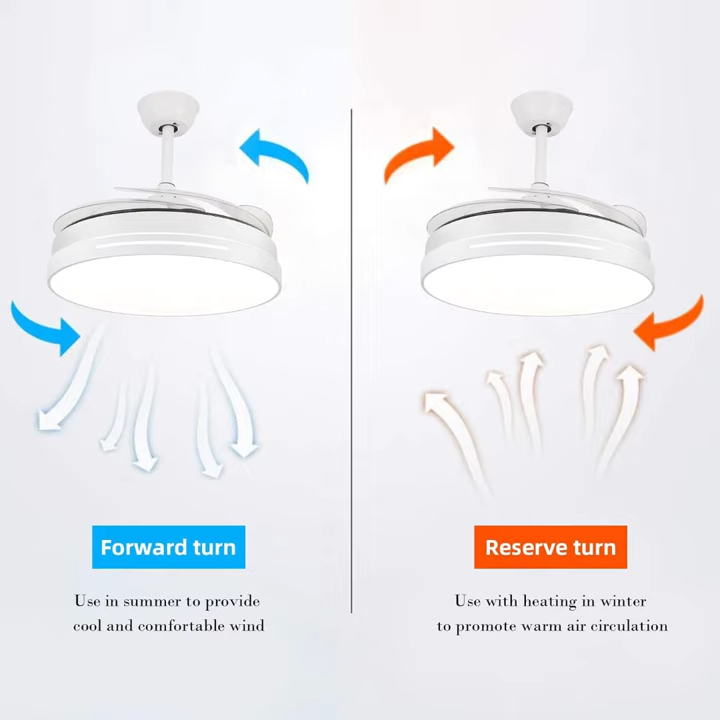 Forward turn
Use in summer to provide
cool and comfortable wind
Reserve turn
Use with heating in winter
to promote warm air circulation